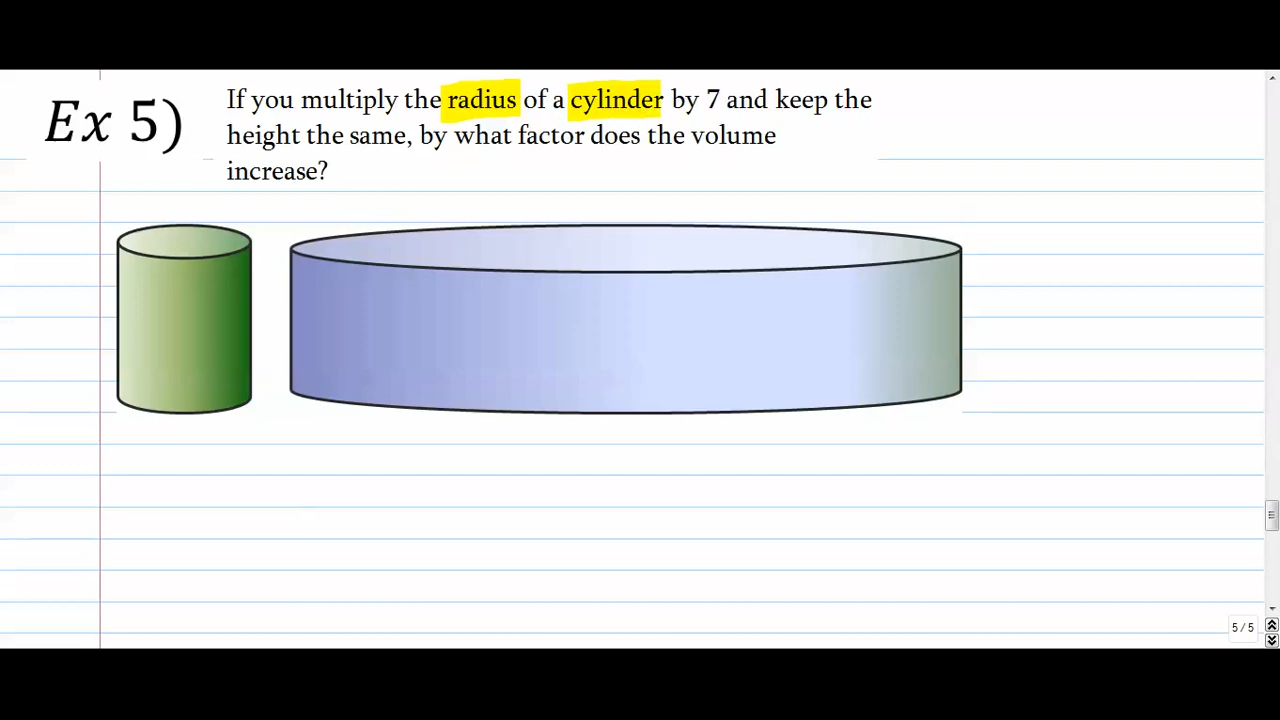 Ex 5)
If you multiply the radius of a cylinder by 7 and keep the
height the same, by what factor does the volume
increase?
5 / 5